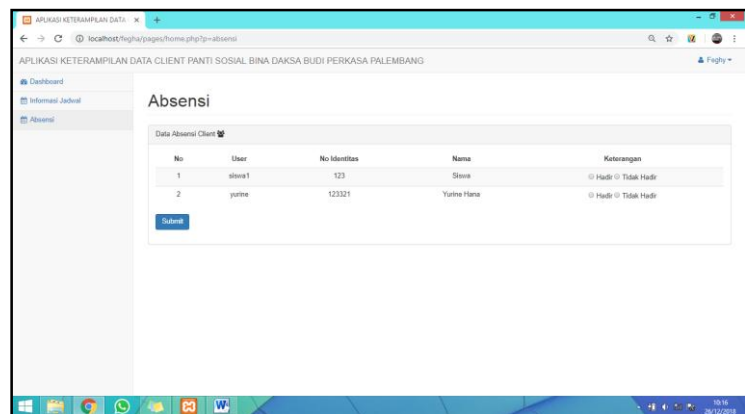 APLIKASI KETERAMPILAN DATA
localhost/fegha/pages/home.php?p=absensi
APLIKASI KETERAMPILAN DATA CLIENT PANTI SOSIAL BINA DAKSA BUDI PERKASA PALEMBANG
Feghy
Dashboard
Informasi Jadwal
Absensi
Absensi
Data Absensi Client
No User No Identitas Nama Keterangan
1 siswa1 123 Siswa Hadir Tidak Hadir
2 yurine 123321 Yurine Hana Hadir Tidak Hadir
Submit
10:16
26/12/2018